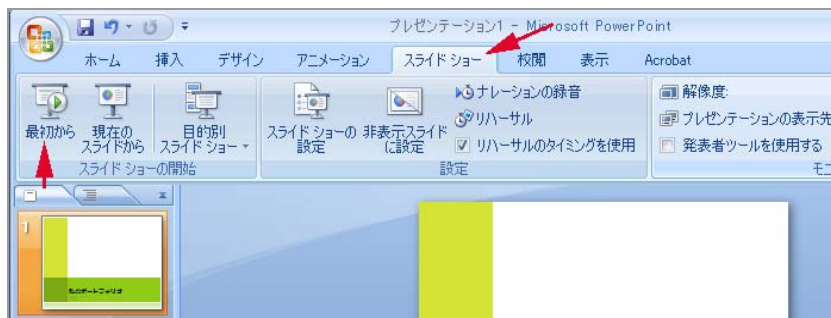 プレゼンテーション1 - Microsoft PowerPoint
ホーム 挿入 デザイン アニメーション スライド ショー 校閲 表示 Acrobat
最初から
現在の
スライドから
目的別
スライド ショー
スライド ショーの開始
スライド ショーの
設定
非表示スライド
に設定
ナレーションの録音
リハーサル
リハーサルのタイミングを使用
設定
解像度:
プレゼンテーションの表示先
発表者ツールを使用する
モニ
1